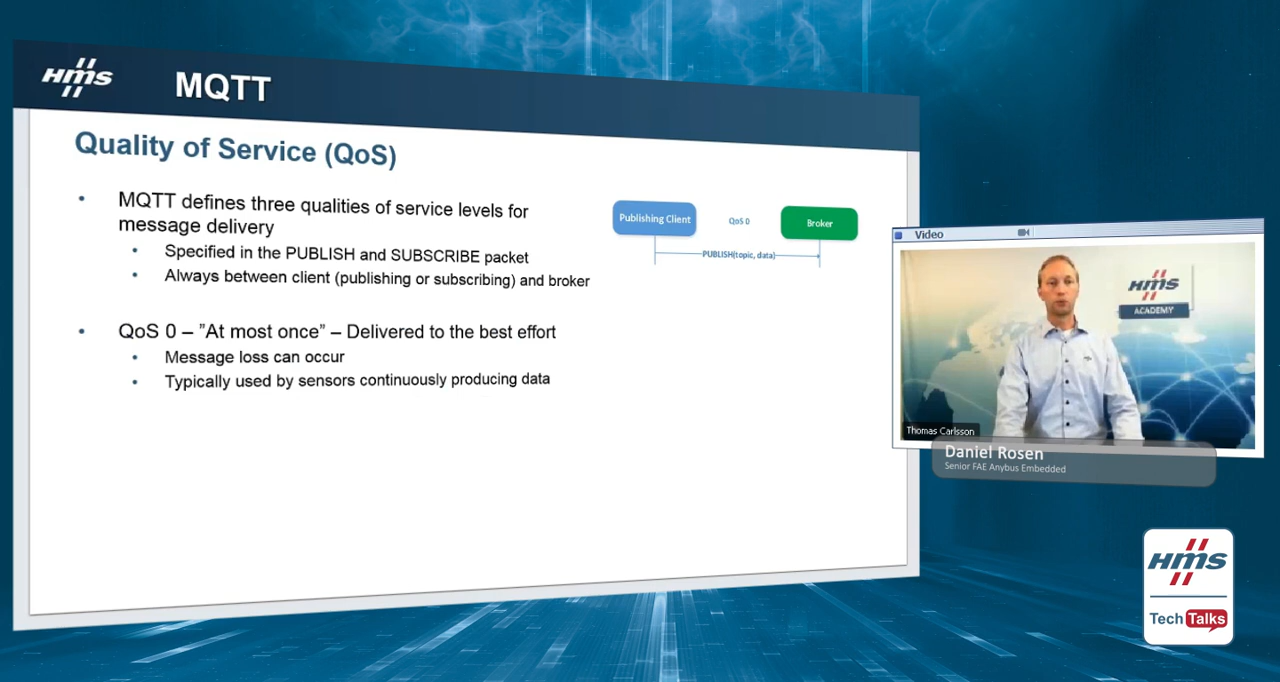 HMS
MQTT
Quality of Service (QoS)
• MQTT defines three qualities of service levels for
message delivery
• Specified in the PUBLISH and SUBSCRIBE packet
• Always between client (publishing or subscribing) and broker
• QoS 0 – ”At most once” – Delivered to the best effort
• Message loss can occur
• Typically used by sensors continuously producing data
Publishing Client
QoS 0
Broker
PUBLISH(topic, data)
Video
HMS
ACADEMY
Thomas Carlsson
Daniel Rosen
Senior FAE Anybus Embedded
HMS
Tech Talks